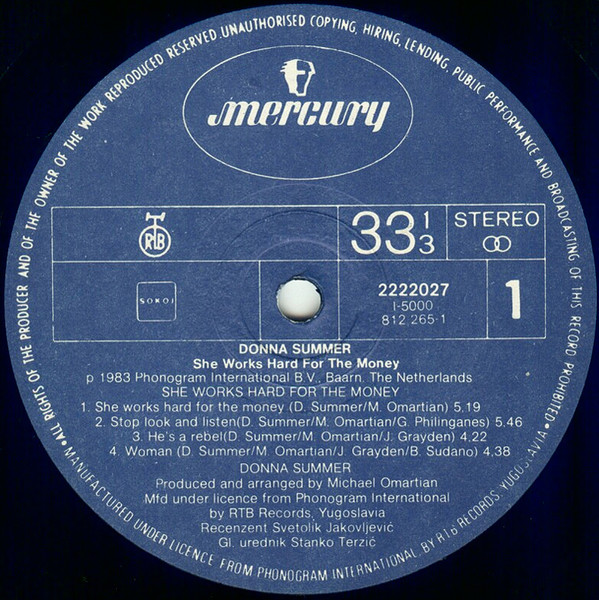 ALL RIGHTS OF THE PRODUCER AND OF THE OWNER OF THE WORK REPRODUCED RESERVED. UNAUTHORISED COPYING, HIRING, LENDING, PUBLIC PERFORMANCE AND BROADCASTING OF THIS RECORD PROHIBITED •
mercury
RTB
33 1/3
STEREO
SOKOJ
2222027
I-5000
812 265-1
1
DONNA SUMMER
She Works Hard For The Money
p 1983 Phonogram International B.V., Baarn. The Netherlands
SHE WORKS HARD FOR THE MONEY
1. She works hard for the money (D. Summer/M. Omartian) 5.19
2. Stop look and listen(D. Summer/M. Omartian/G. Philinganes) 5.46
3. He's a rebel(D. Summer/M. Omartian/J. Grayden) 4.22
4. Woman (D. Summer/M. Omartian/J. Grayden/B. Sudano) 4.38
DONNA SUMMER
Produced and arranged by Michael Omartian
Mfd under licence from Phonogram International
by RTB Records, Yugoslavia
Recenzent Svetolik Jakovljević
Gl. urednik Stanko Terzić
• MANUFACTURED UNDER LICENCE FROM PHONOGRAM INTERNATIONAL BY RTB RECORDS, YUGOSLAVIA •